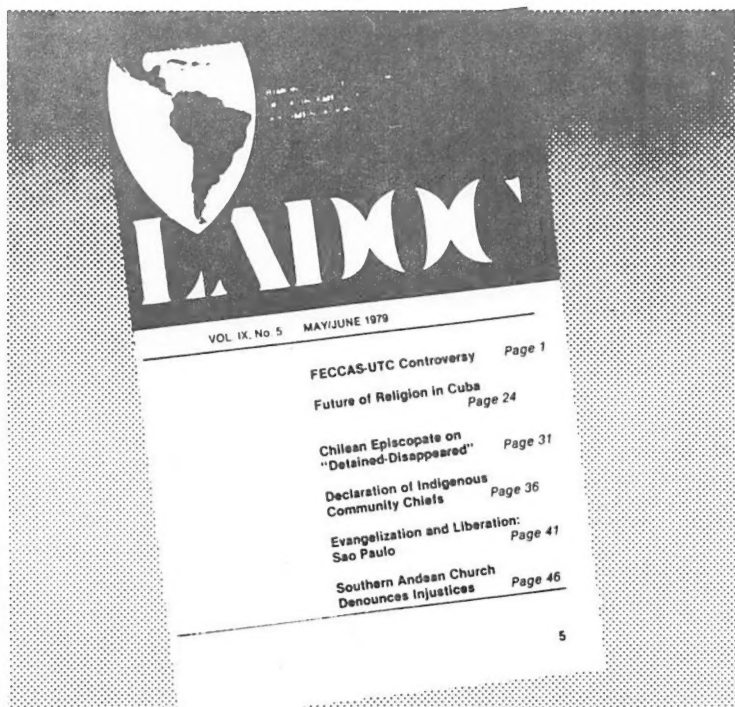 LADOC
VOL. IX, No. 5 MAY/JUNE 1979
FECCAS-UTC Controversy Page 1
Future of Religion in Cuba
Page 24
Chilean Episcopate on
"Detained-Disappeared" Page 31
Declaration of Indigenous
Community Chiefs Page 36
Evangelization and Liberation:
Sao Paulo Page 41
Southern Andean Church
Denounces Injustices Page 46
5